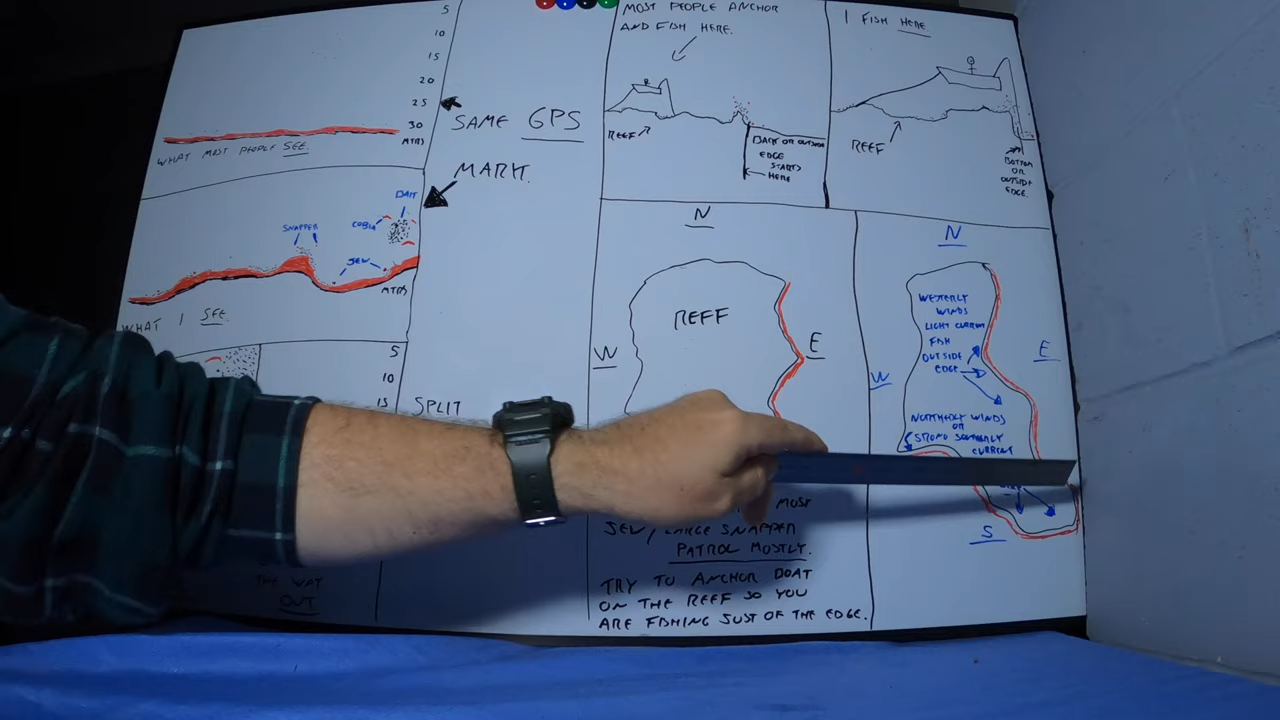 5
10
15
20
25
30
MTRS
WHAT MOST PEOPLE SEE
SAME GPS
MARK.
BAIT
COBIA
SNAPPER
JEW
MTRS
WHAT I SEE
5
10
15
SPLIT
THE WAY
OUT
MOST PEOPLE ANCHOR
AND FISH HERE.
REEF
BACK OR OUTSIDE
EDGE
STARTS
HERE
I FISH HERE
REEF
BOTTOM
OR
OUTSIDE
EDGE.
N
REEF
W
E
MOST
JEW/LARGE SNAPPER
PATROL MOSTLY.
TRY TO ANCHOR BOAT
ON THE REEF SO YOU
ARE FISHING JUST OF THE EDGE.
N
WESTERLY
WINDS
LIGHT CURRENT
FISH
OUTSIDE
EDGE
E
W
NORTHERLY WINDS
OR
STRONG SOUTHERLY
CURRENT
S